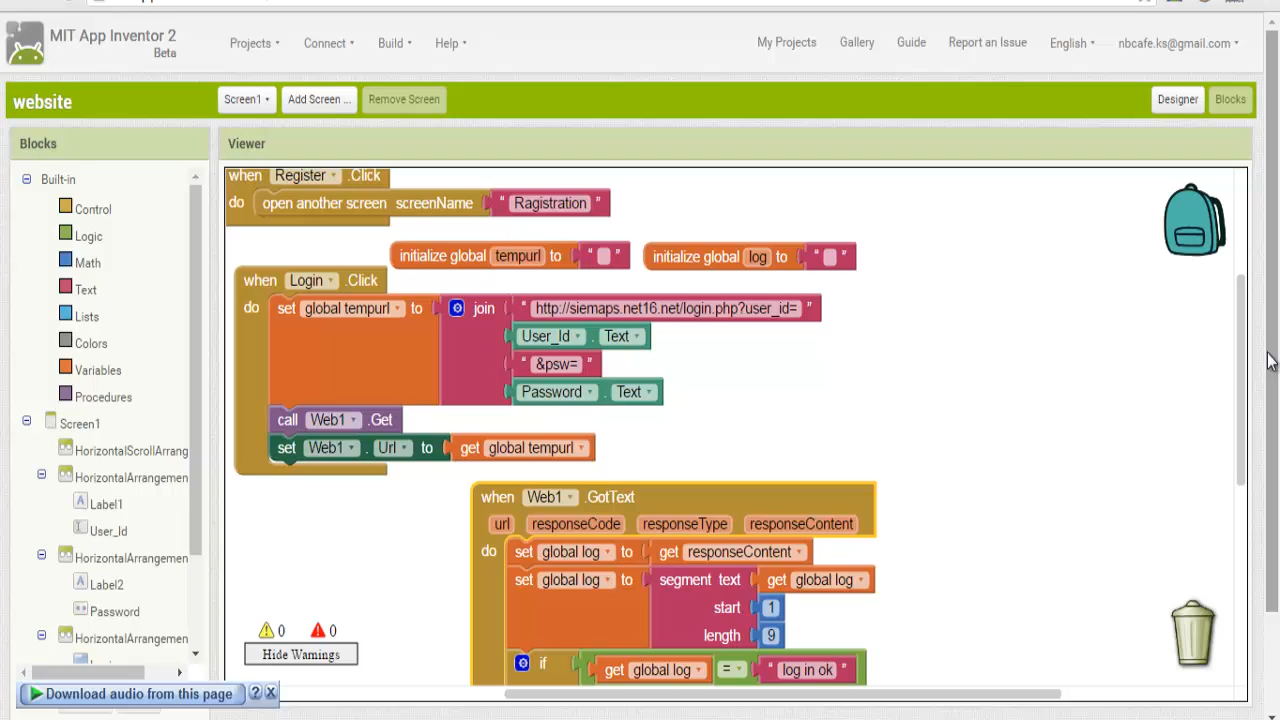 MIT App Inventor 2
Beta
Projects Connect Build Help
My Projects Gallery Guide Report an Issue English nbcafe.ks@gmail.com
website
Screen1 Add Screen ... Remove Screen
Designer Blocks
Blocks
Viewer
Built-in
Control
Logic
Math
Text
Lists
Colors
Variables
Procedures
Screen1
HorizontalScrollArrang
HorizontalArrangemen
Label1
User_Id
HorizontalArrangemen
Label2
Password
HorizontalArrangemen
when Register .Click
do open another screen screenName " Ragistration "
initialize global tempurl to " "
initialize global log to " "
when Login .Click
do set global tempurl to join " http://siemaps.net16.net/login.php?user_id= "
User_Id . Text
" &psw= "
Password . Text
call Web1 .Get
set Web1 . Url to get global tempurl
when Web1 .GotText
url responseCode responseType responseContent
do set global log to get responseContent
set global log to segment text get global log
start 1
length 9
if get global log = " log in ok "
0 0
Hide Warnings
Download audio from this page ? X